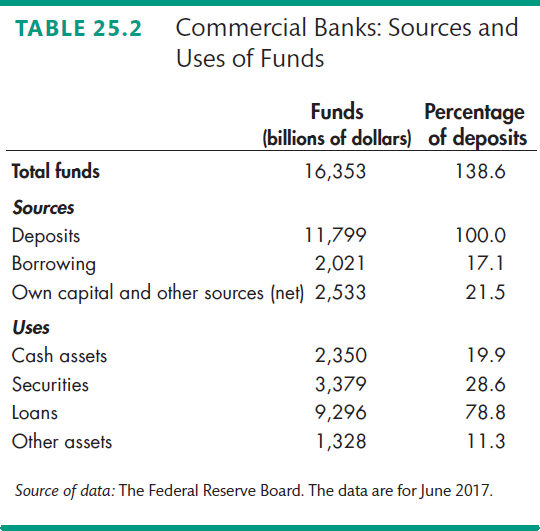 TABLE 25.2 Commercial Banks: Sources and
Uses of Funds
Funds Percentage
(billions of dollars) of deposits
Total funds 16,353 138.6
Sources
Deposits 11,799 100.0
Borrowing 2,021 17.1
Own capital and other sources (net) 2,533 21.5
Uses
Cash assets 2,350 19.9
Securities 3,379 28.6
Loans 9,296 78.8
Other assets 1,328 11.3
Source of data: The Federal Reserve Board. The data are for June 2017.